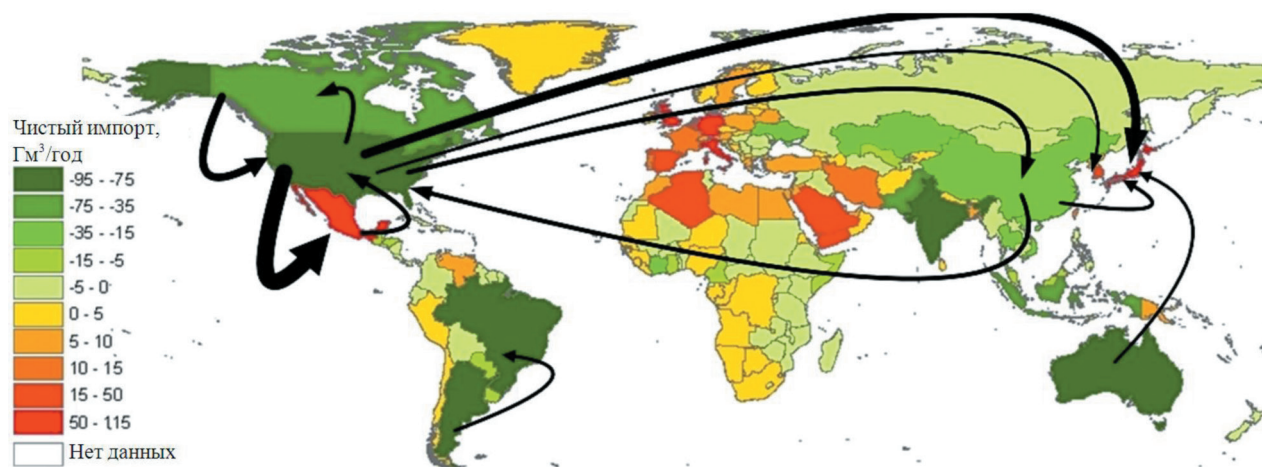 Чистый импорт,
Гм³/год
-95 - -75
-75 - -35
-35 - -15
-15 - -5
-5 - 0
0 - 5
5 - 10
10 - 15
15 - 50
50 - 115
Нет данных